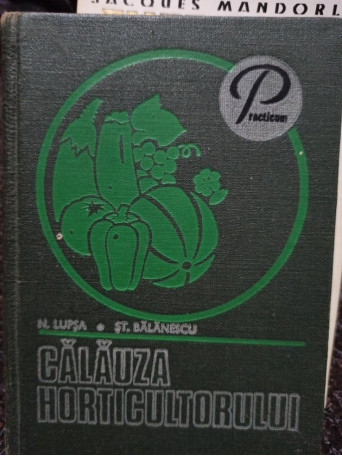 JACQUES MANDORL
Practicum
N. LUPȘA • ȘT. BĂLĂNESCU
CĂLĂUZA
HORTICULTORULUI